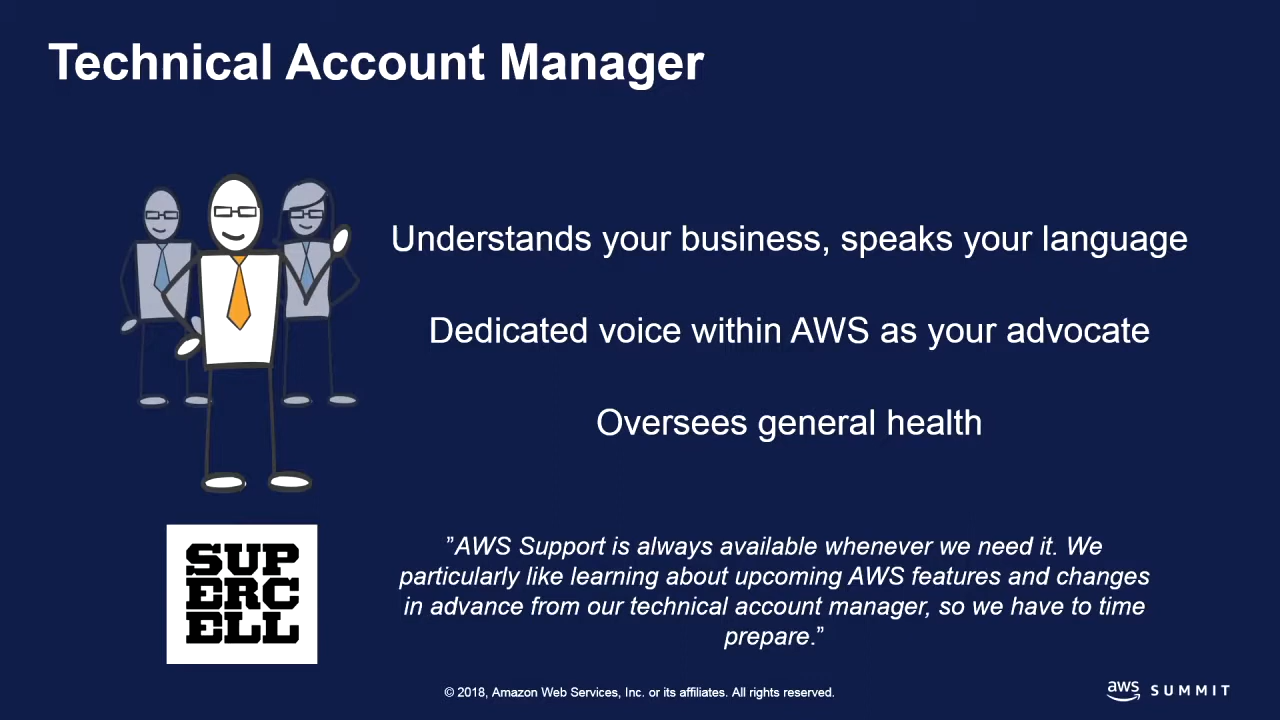 Technical Account Manager
Understands your business, speaks your language
Dedicated voice within AWS as your advocate
Oversees general health
SUP
ERC
ELL
”AWS Support is always available whenever we need it. We
particularly like learning about upcoming AWS features and changes
in advance from our technical account manager, so we have to time
prepare.”
© 2018, Amazon Web Services, Inc. or its affiliates. All rights reserved.
aws SUMMIT